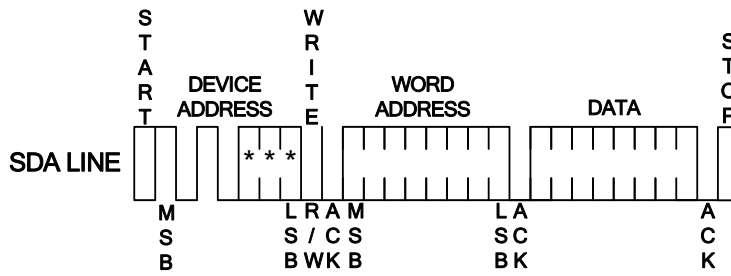 START
DEVICE
ADDRESS
WRITE
WORD
ADDRESS
DATA
STOP
SDA LINE
* * *
MSB
LSB
R/W
ACK
MSB
LSB
ACK
ACK